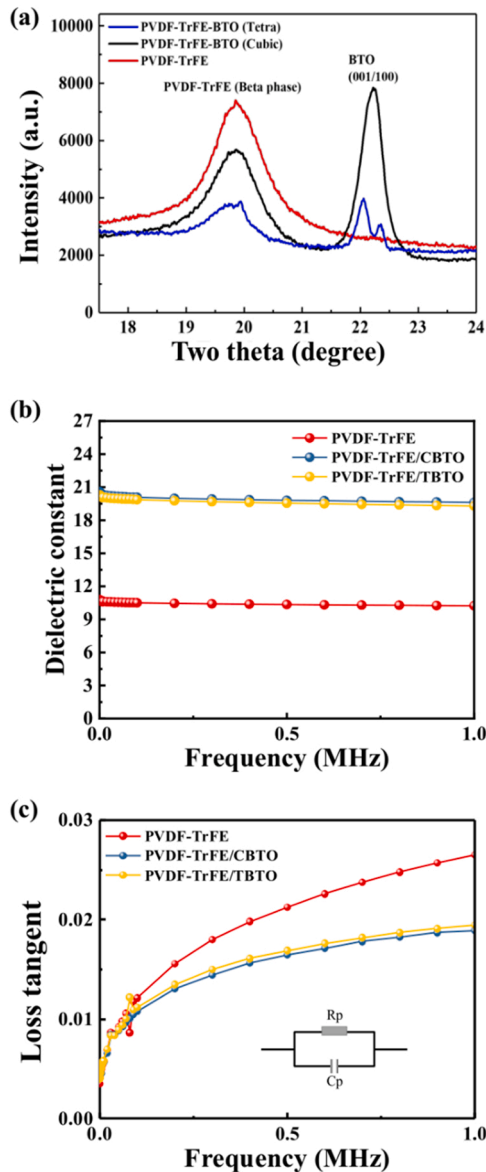 (a)
PVDF-TrFE-BTO (Tetra)
PVDF-TrFE-BTO (Cubic)
PVDF-TrFE
PVDF-TrFE (Beta phase)
BTO
(001/100)
10000
8000
6000
4000
2000
0
Intensity (a.u.)
18 19 20 21 22 23 24
Two theta (degree)
(b)
PVDF-TrFE
PVDF-TrFE/CBTO
PVDF-TrFE/TBTO
27
24
21
18
15
12
9
6
3
0
Dielectric constant
0.0 0.5 1.0
Frequency (MHz)
(c)
PVDF-TrFE
PVDF-TrFE/CBTO
PVDF-TrFE/TBTO
0.03
0.02
0.01
0.00
Loss tangent
Rp
Cp
0.0 0.5 1.0
Frequency (MHz)